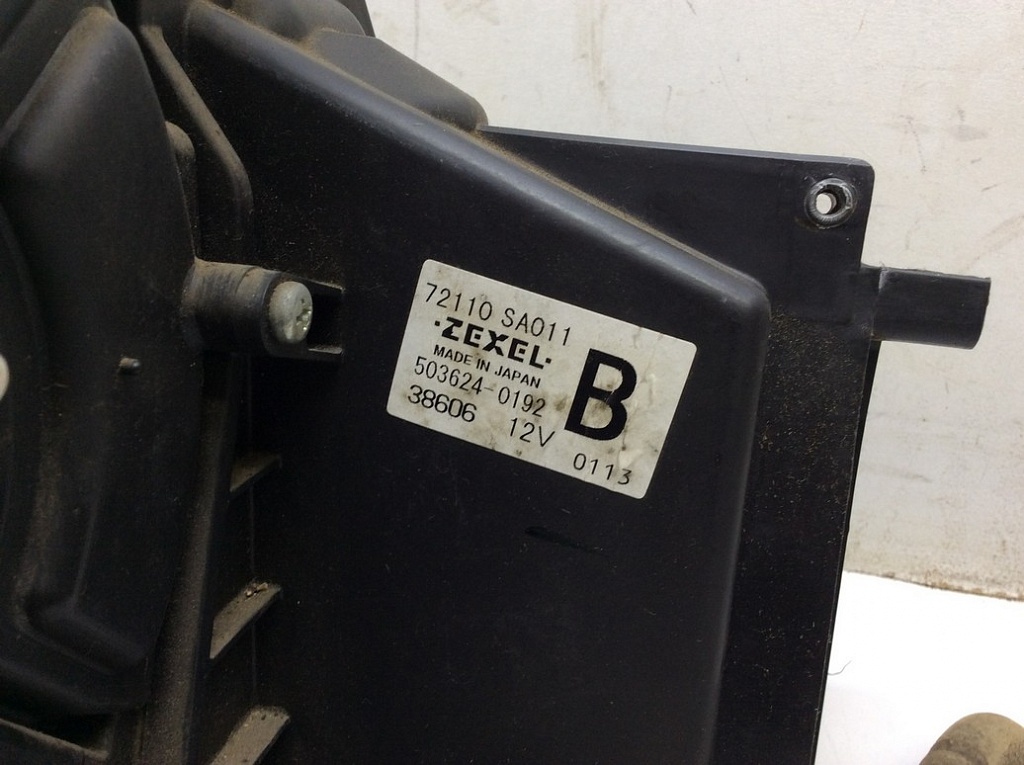 72110 SA011
·ZEXEL·
MADE IN JAPAN
503624-0192
38606 12V
B
0113